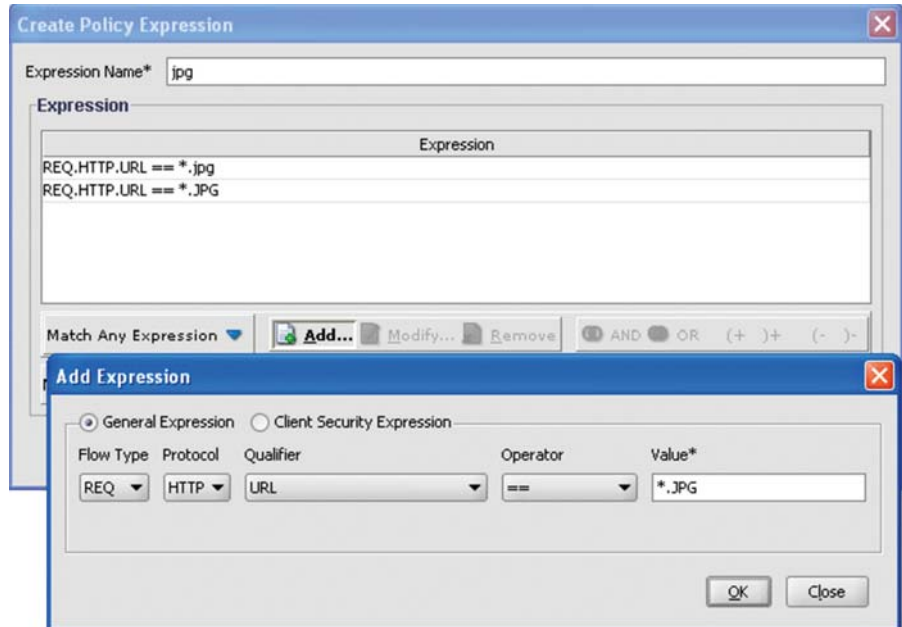 Create Policy Expression
Expression Name* jpg
Expression
Expression
REQ.HTTP.URL == *.jpg
REQ.HTTP.URL == *.JPG
Match Any Expression Add... Modify... Remove AND OR (+ )+ (- )-
Add Expression
General Expression Client Security Expression
Flow Type Protocol Qualifier Operator Value*
REQ HTTP URL == *.JPG
OK Close